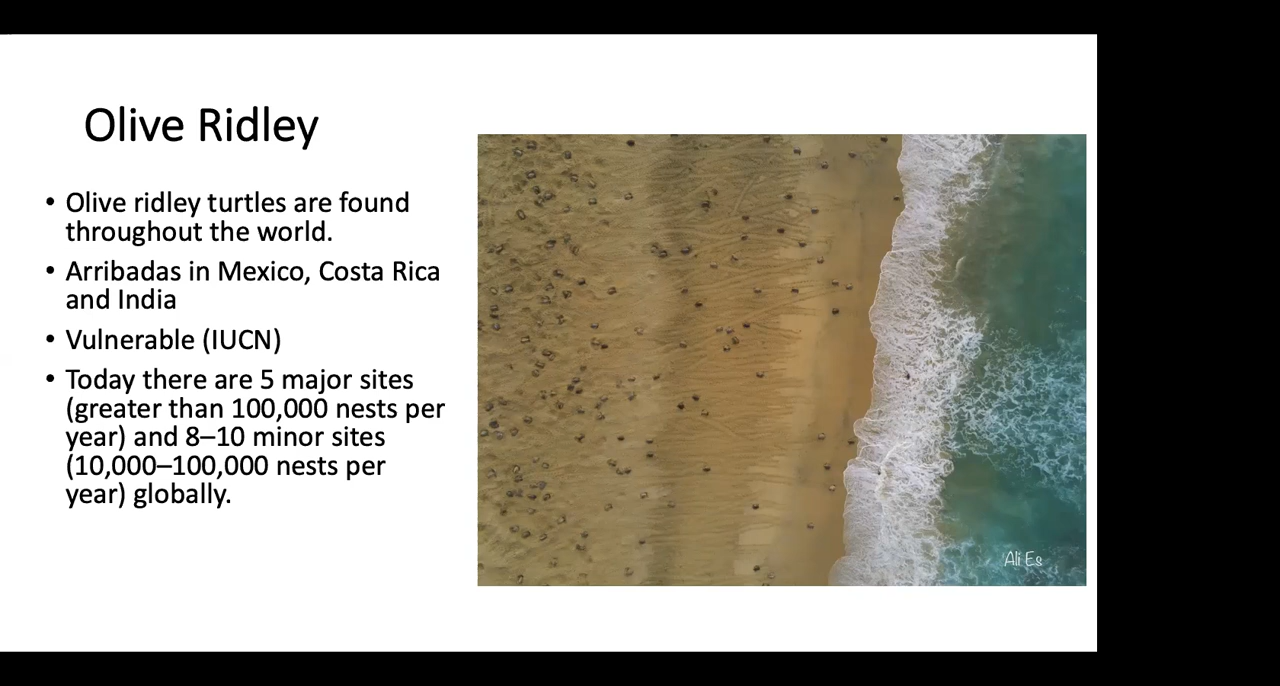 Olive Ridley
• Olive ridley turtles are found
throughout the world.
• Arribadas in Mexico, Costa Rica
and India
• Vulnerable (IUCN)
• Today there are 5 major sites
(greater than 100,000 nests per
year) and 8–10 minor sites
(10,000–100,000 nests per
year) globally.
Ali Es